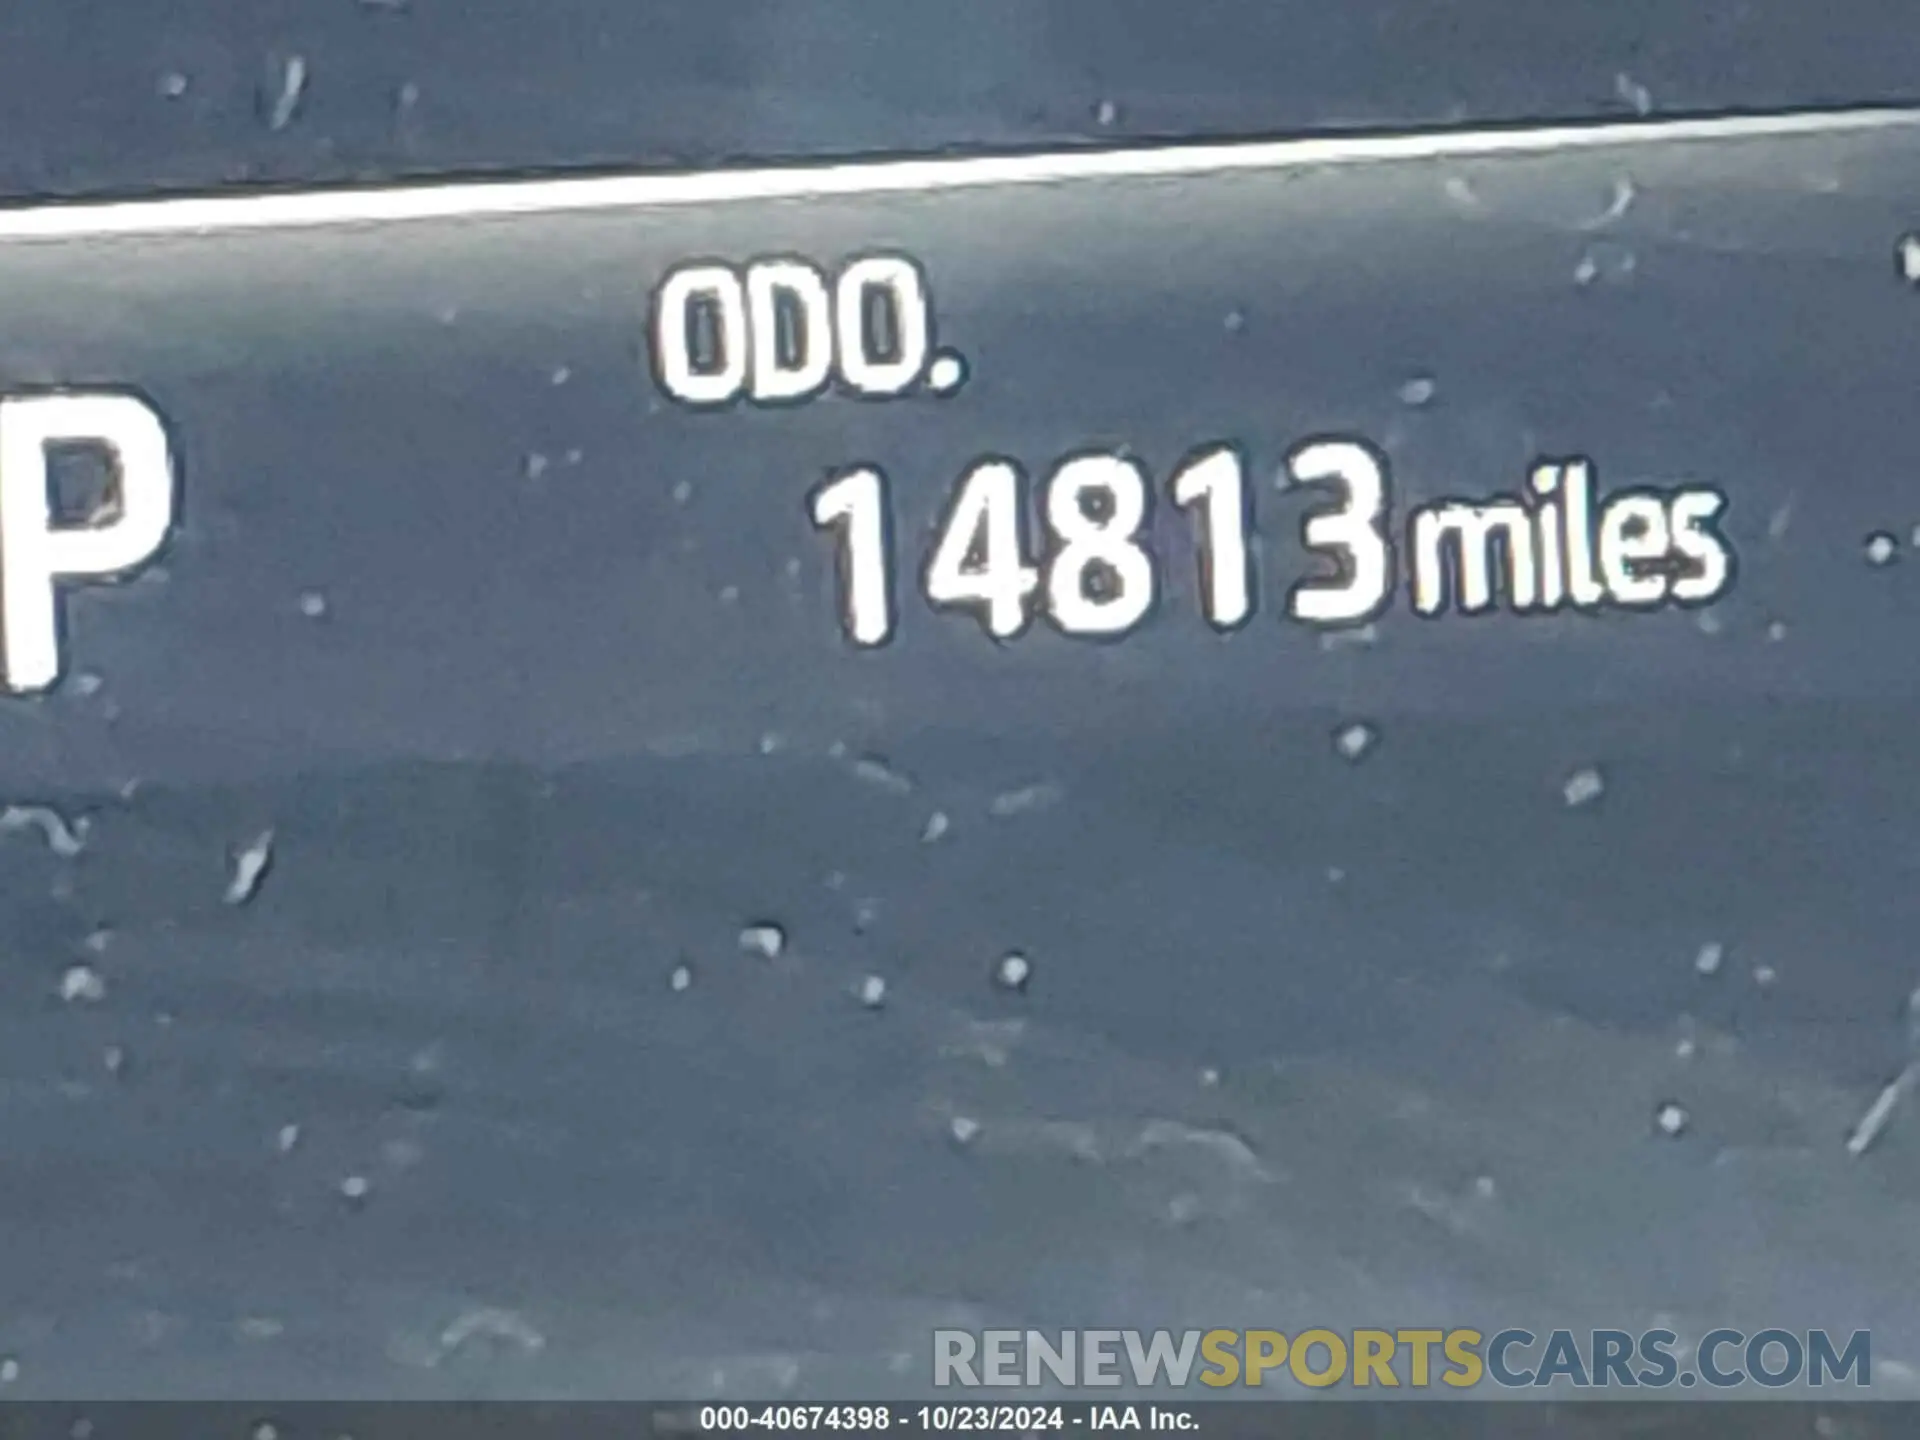 ODO.
P
14813 miles
RENEWSPORTSCARS.COM
000-40674398 - 10/23/2024 - IAA Inc.